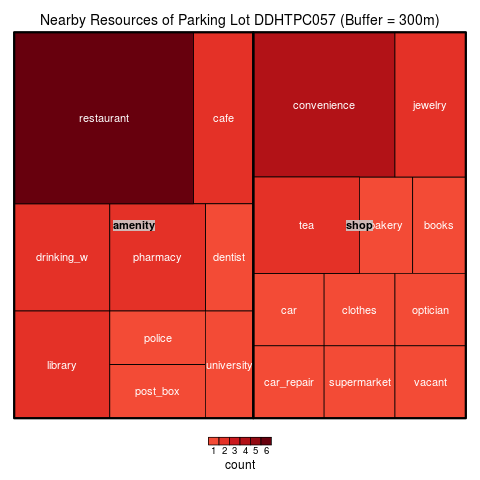 Nearby Resources of Parking Lot DDHTPC057 (Buffer = 300m)
restaurant
cafe
convenience
jewelry
amenity
drinking_w
pharmacy
dentist
tea
shop
akery
books
library
police
post_box
university
car
clothes
optician
car_repair
supermarket
vacant
1 2 3 4 5 6
count